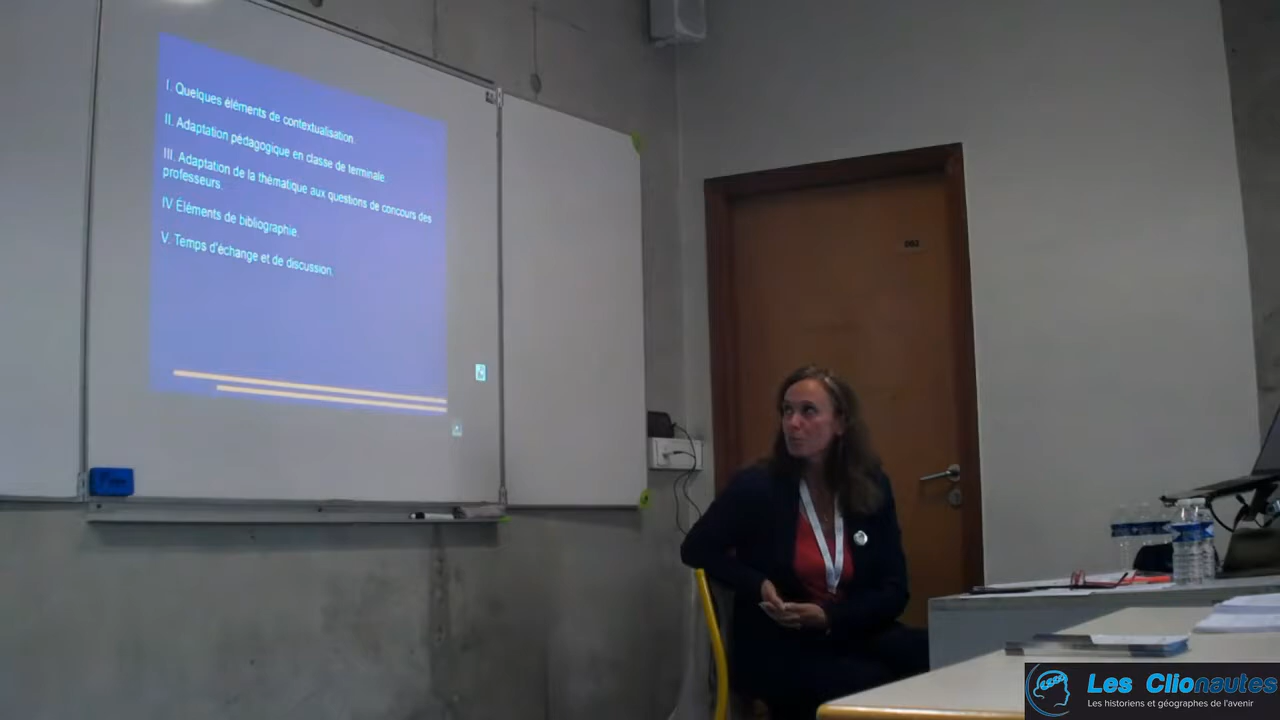 I. Quelques éléments de contextualisation.
II. Adaptation pédagogique en classe de terminale.
III. Adaptation de la thématique aux questions de concours des
professeurs.
IV Éléments de bibliographie.
V. Temps d'échange et de discussion.
Les Clionautes
Les historiens et géographes de l'avenir